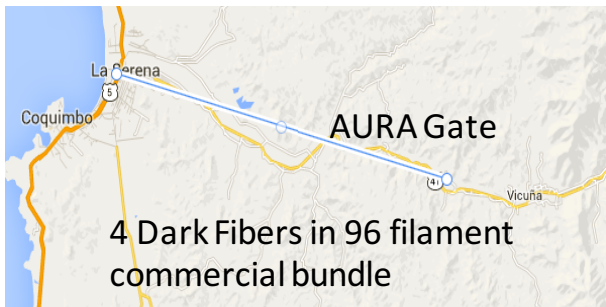 La Serena
5
Coquimbo
AURA Gate
41
Vicuña
4 Dark Fibers in 96 filament
commercial bundle